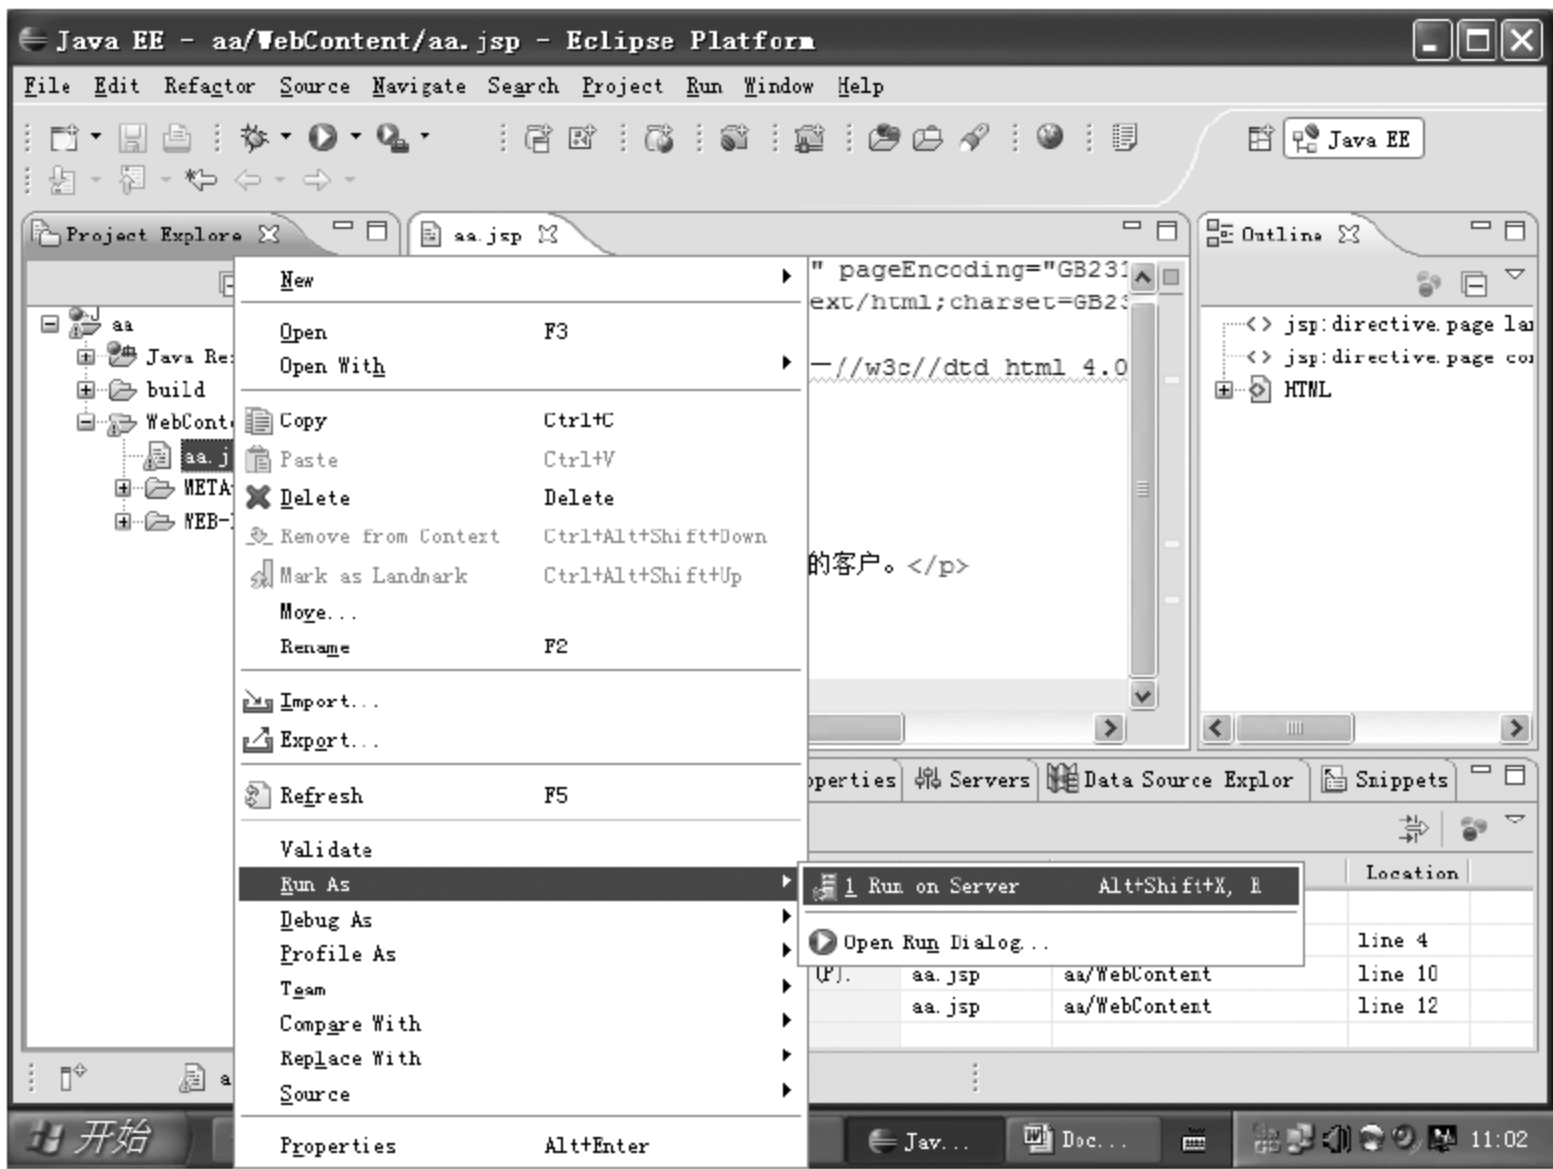 Java EE - aa/WebContent/aa.jsp - Eclipse Platform
File Edit Refactor Source Navigate Search Project Run Window Help
Java EE
Project Explore
aa.jsp
Outline
" pageEncoding="GB231
ext/html;charset=GB23
—//w3c//dtd html 4.0
的客户。</p>
aa
Java Re:
build
WebConte
aa.j
META
WEB-
jsp:directive.page lan
jsp:directive.page con
HTML
New
Open F3
Open With
Copy Ctrl+C
Paste Ctrl+V
Delete Delete
Remove from Context Ctrl+Alt+Shift+Down
Mark as Landmark Ctrl+Alt+Shift+Up
Move...
Rename F2
Import...
Export...
Refresh F5
Validate
Run As
Debug As
Profile As
Team
Compare With
Replace With
Source
Properties Alt+Enter
1 Run on Server Alt+Shift+X, R
Open Run Dialog...
operties Servers Data Source Explor Snippets
Location
line 4
(P). aa.jsp aa/WebContent line 10
aa.jsp aa/WebContent line 12
a
开始 Jav... Doc... 11:02